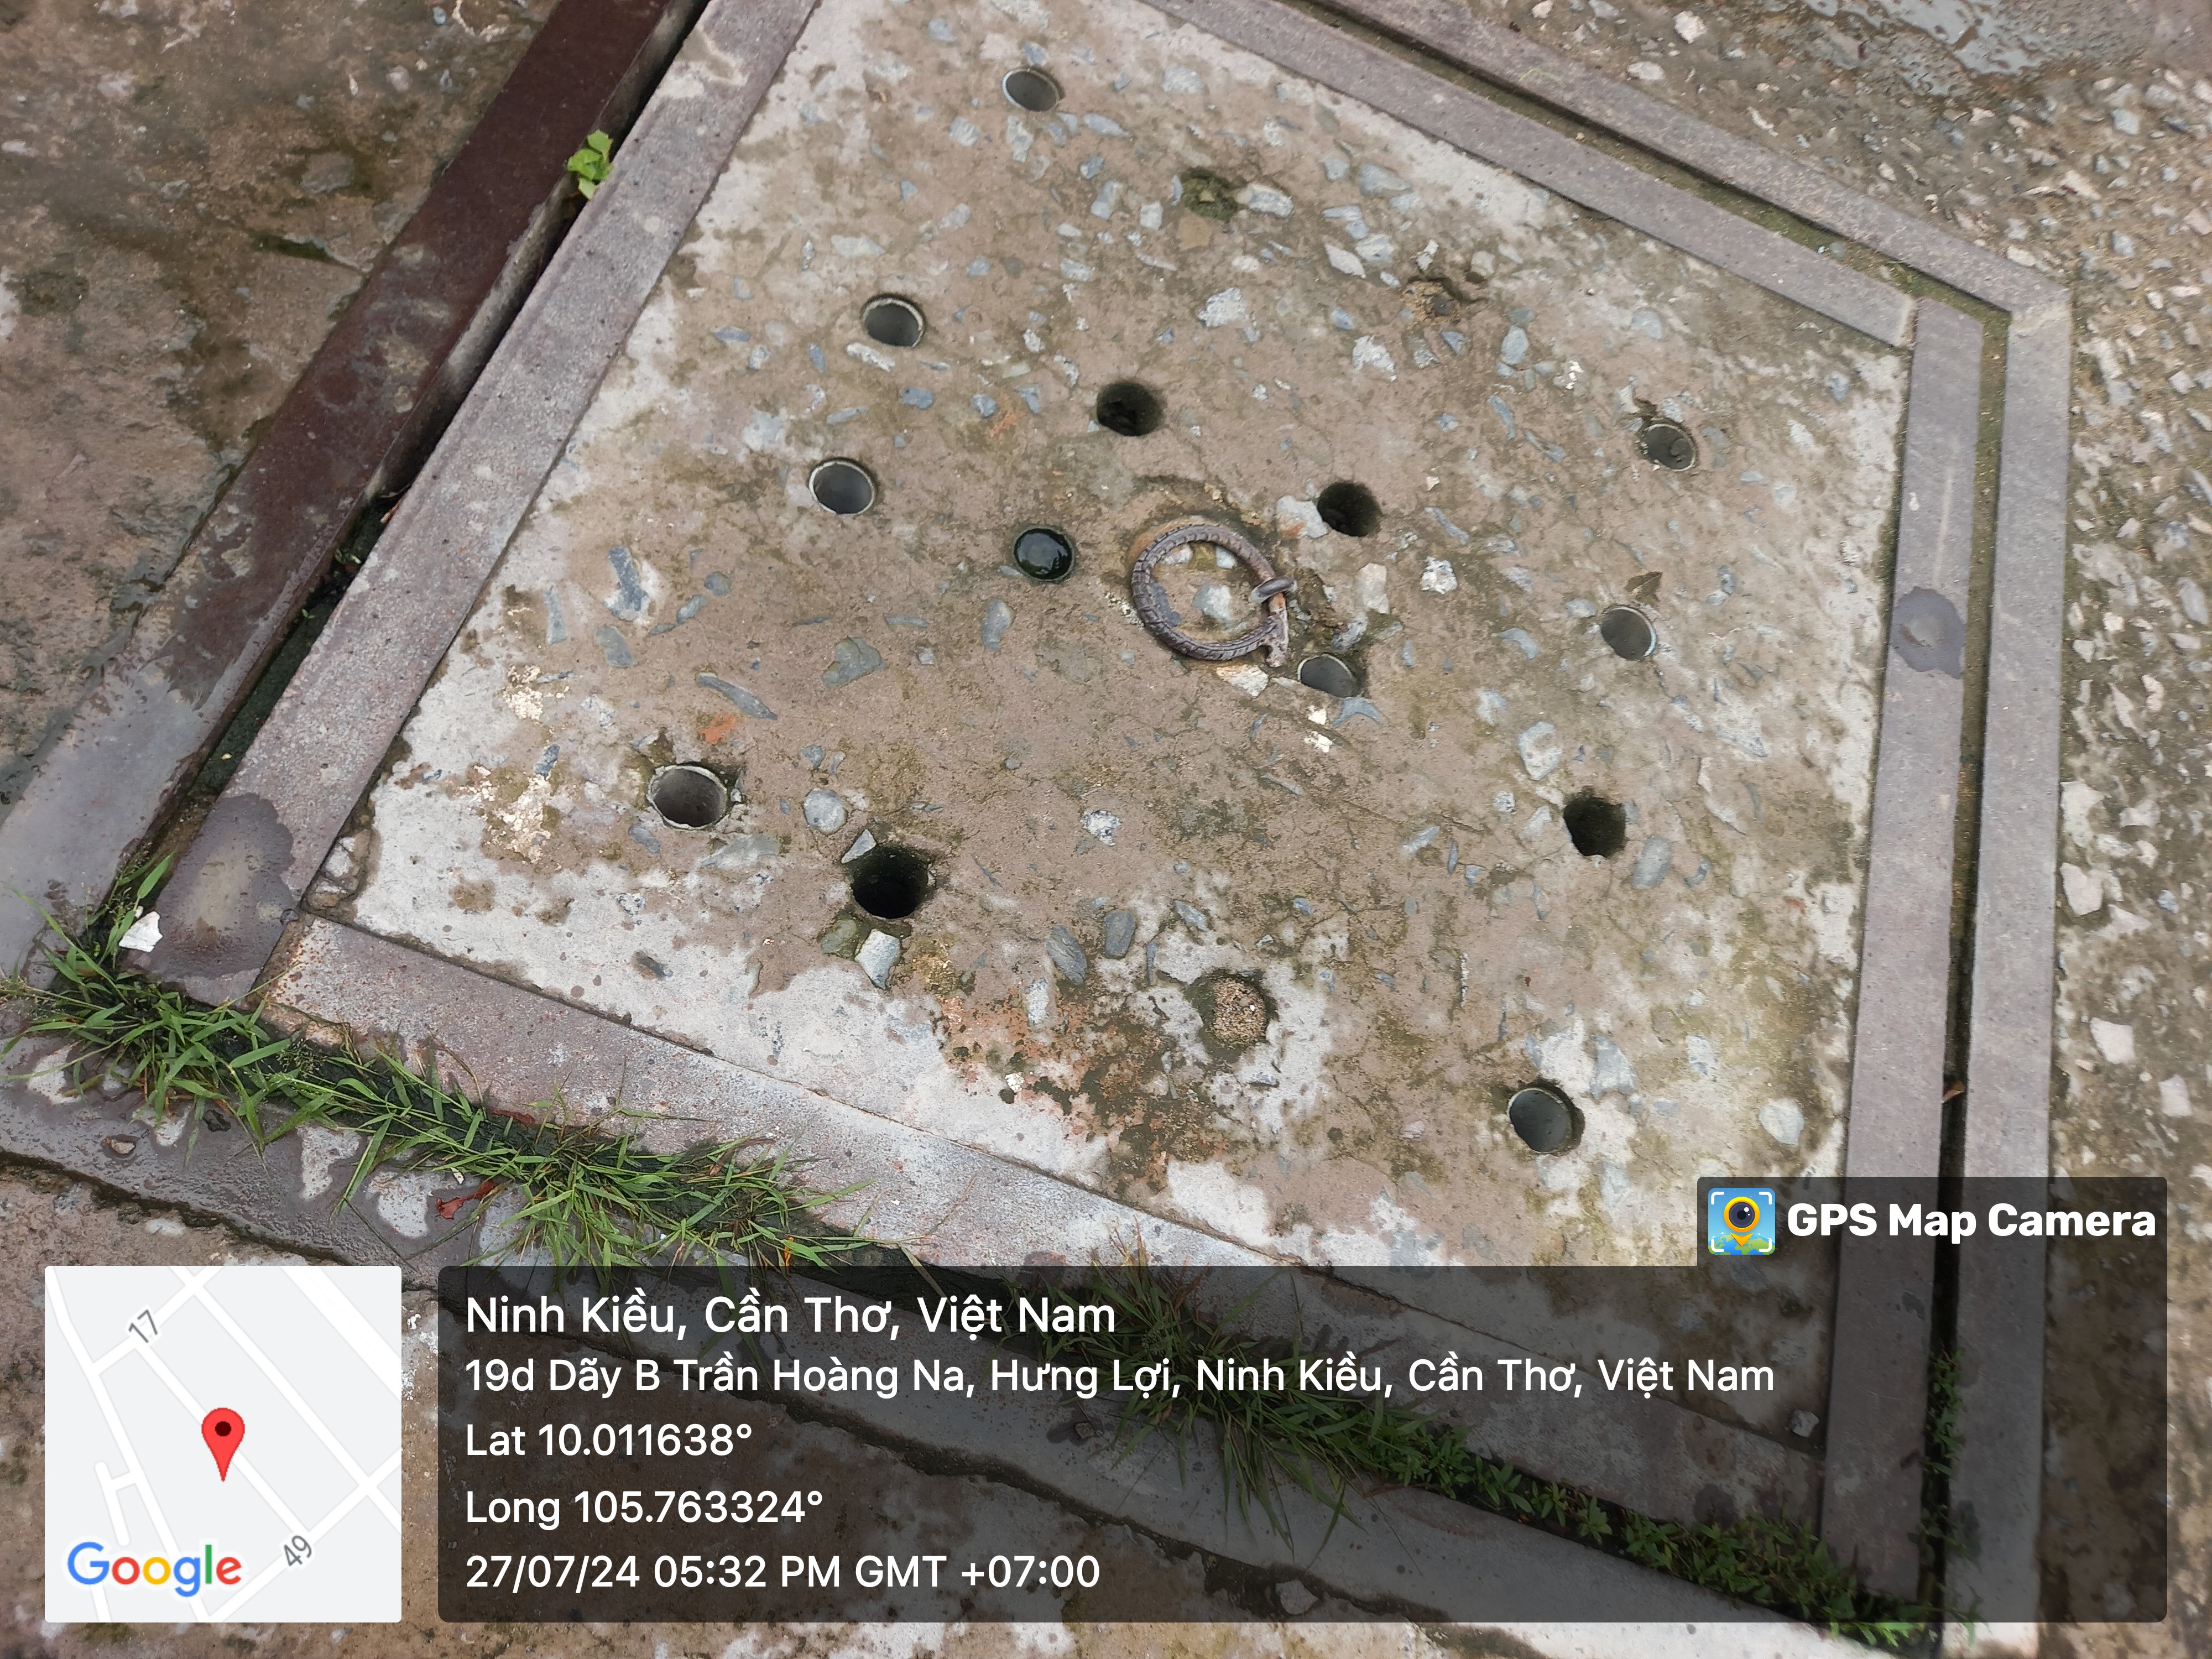 GPS Map Camera
17
49
Google
Ninh Kiều, Cần Thơ, Việt Nam
19d Dãy B Trần Hoàng Na, Hưng Lợi, Ninh Kiều, Cần Thơ, Việt Nam
Lat 10.011638°
Long 105.763324°
27/07/24 05:32 PM GMT +07:00